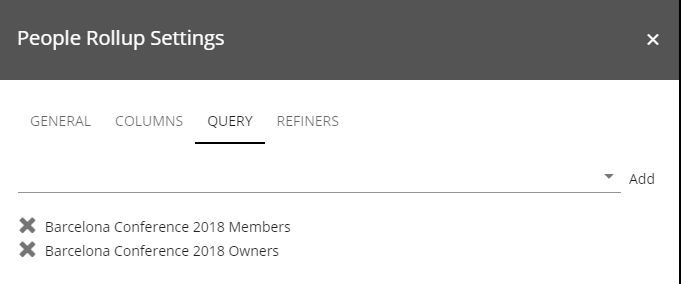 People Rollup Settings
GENERAL COLUMNS QUERY REFINERS
Add
Barcelona Conference 2018 Members
Barcelona Conference 2018 Owners